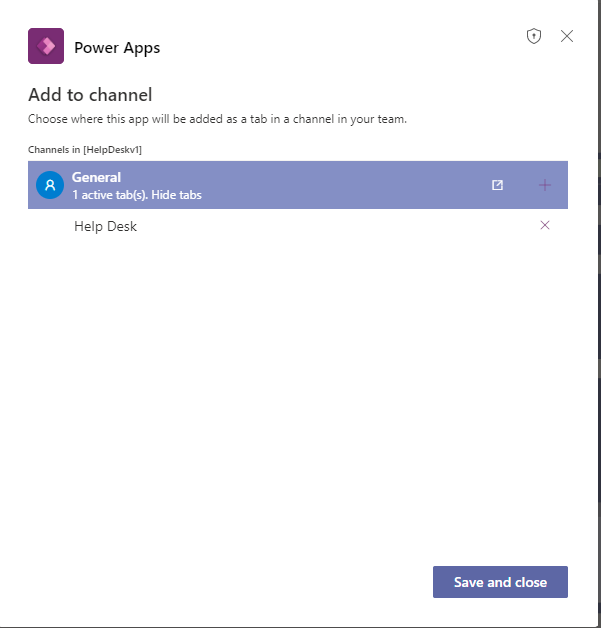 Power Apps
Add to channel
Choose where this app will be added as a tab in a channel in your team.
Channels in [HelpDeskv1]
General
1 active tab(s). Hide tabs
Help Desk
Save and close